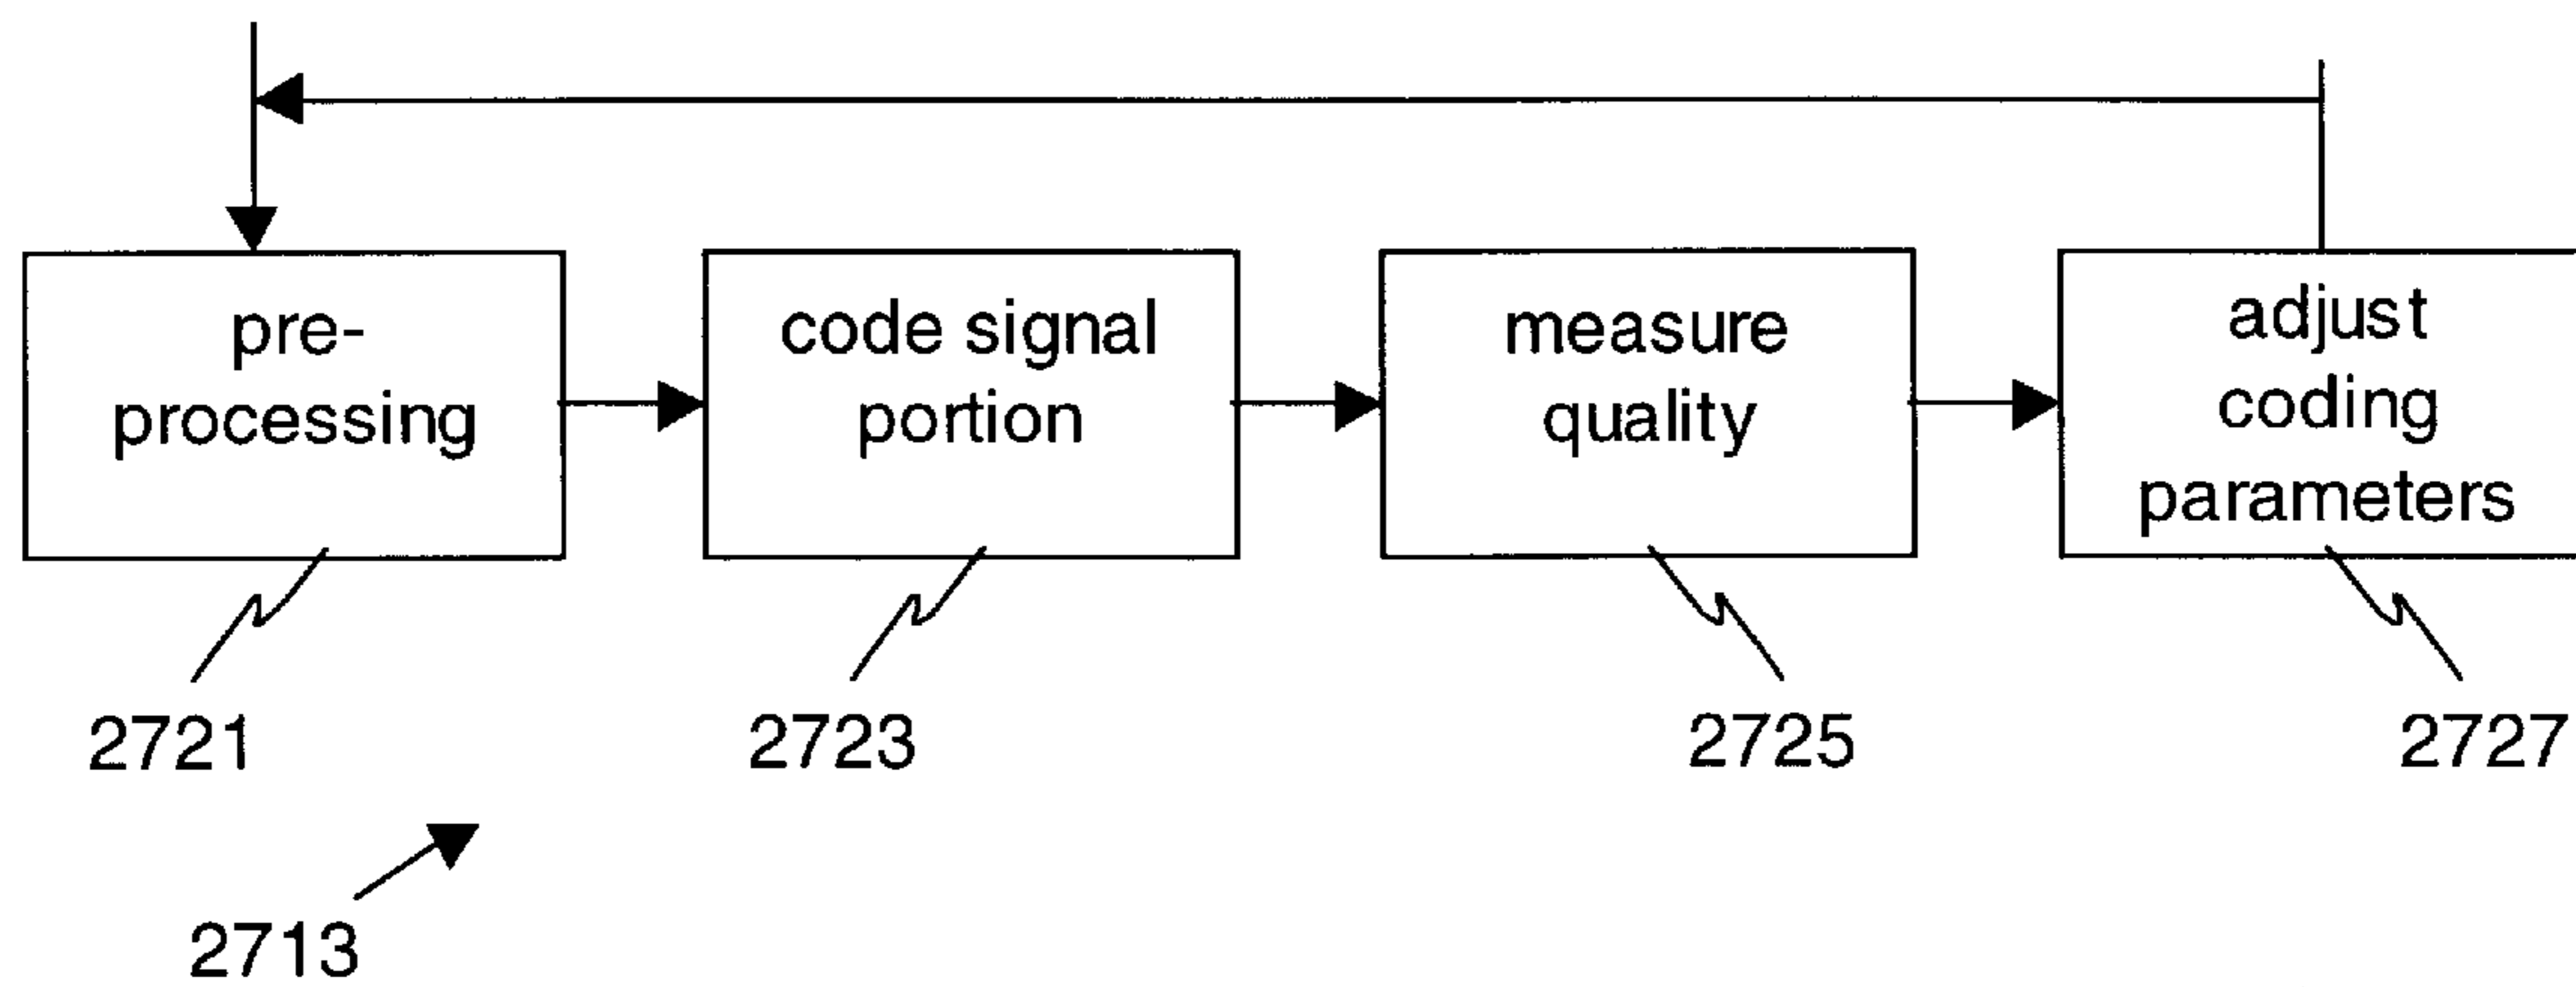 pre-
processing
code signal
portion
measure
quality
adjust
coding
parameters
2721
2723
2725
2727
2713